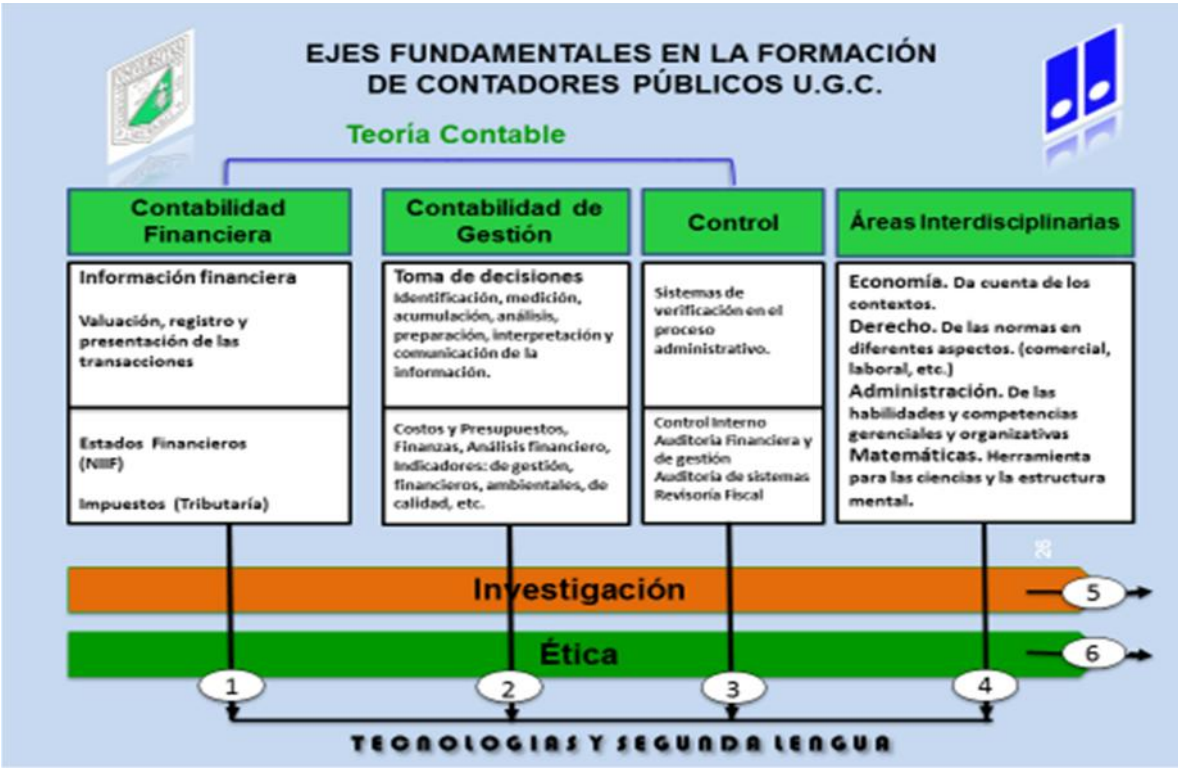 EJES FUNDAMENTALES EN LA FORMACIÓN
DE CONTADORES PÚBLICOS U.G.C.
Teoría Contable
Contabilidad
Financiera
Información financiera
Valuación, registro y
presentación de las
transacciones
Estados Financieros
(NIIF)
Impuestos (Tributaría)
Contabilidad de
Gestión
Toma de decisiones
Identificación, medición,
acumulación, análisis,
preparación, interpretación y
comunicación de la
información.
Costos y Presupuestos,
Finanzas, Análisis financiero,
Indicadores: de gestión,
financieros, ambientales, de
calidad, etc.
Control
Sistemas de
verificación en el
proceso
administrativo.
Control Interno
Auditoria Financiera y
de gestión
Auditoria de sistemas
Revisoría Fiscal
Áreas Interdisciplinarias
Economía. Da cuenta de los
contextos.
Derecho. De las normas en
diferentes aspectos. (comercial,
laboral, etc.)
Administración. De las
habilidades y competencias
gerenciales y organizativas
Matemáticas. Herramienta
para las ciencias y la estructura
mental.
26
Investigación
5
Ética
6
1
2
3
4
TECNOLOGIAS Y SEGUNDA LENGUA